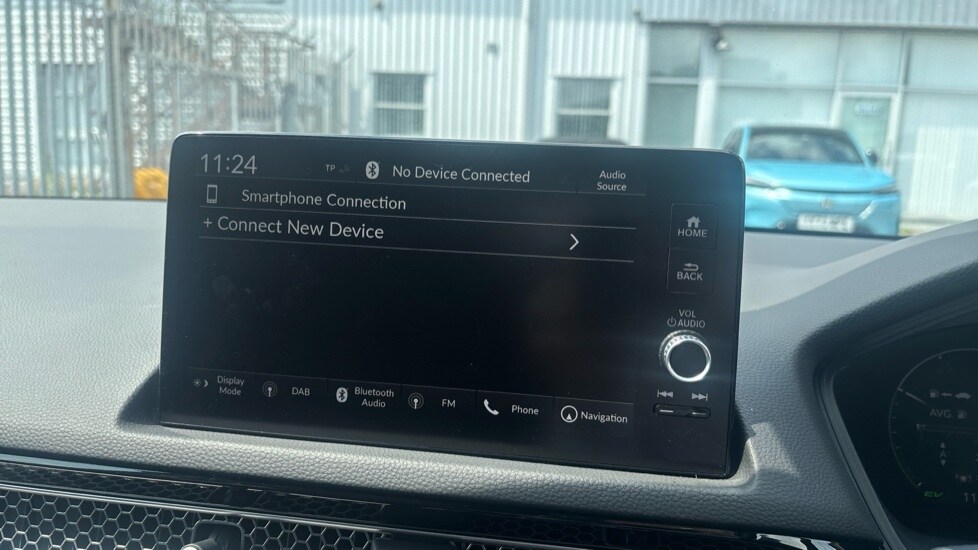 11:24
TP
No Device Connected
Audio
Source
Smartphone Connection
+ Connect New Device
HOME
BACK
VOL
AUDIO
Display
Mode
DAB
Bluetooth
Audio
FM
Phone
Navigation
AVG.
EV